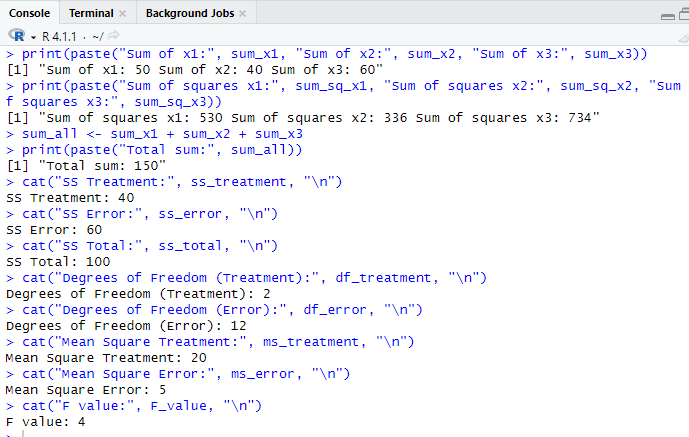 Console Terminal × Background Jobs ×
R 4.1.1 · ~/
> print(paste("Sum of x1:", sum_x1, "Sum of x2:", sum_x2, "Sum of x3:", sum_x3))
[1] "Sum of x1: 50 Sum of x2: 40 Sum of x3: 60"
> print(paste("Sum of squares x1:", sum_sq_x1, "Sum of squares x2:", sum_sq_x2, "Sum
f squares x3:", sum_sq_x3))
[1] "Sum of squares x1: 530 Sum of squares x2: 336 Sum of squares x3: 734"
> sum_all <- sum_x1 + sum_x2 + sum_x3
> print(paste("Total sum:", sum_all))
[1] "Total sum: 150"
> cat("SS Treatment:", ss_treatment, "\n")
SS Treatment: 40
> cat("SS Error:", ss_error, "\n")
SS Error: 60
> cat("SS Total:", ss_total, "\n")
SS Total: 100
> cat("Degrees of Freedom (Treatment):", df_treatment, "\n")
Degrees of Freedom (Treatment): 2
> cat("Degrees of Freedom (Error):", df_error, "\n")
Degrees of Freedom (Error): 12
> cat("Mean Square Treatment:", ms_treatment, "\n")
Mean Square Treatment: 20
> cat("Mean Square Error:", ms_error, "\n")
Mean Square Error: 5
> cat("F value:", F_value, "\n")
F value: 4
>